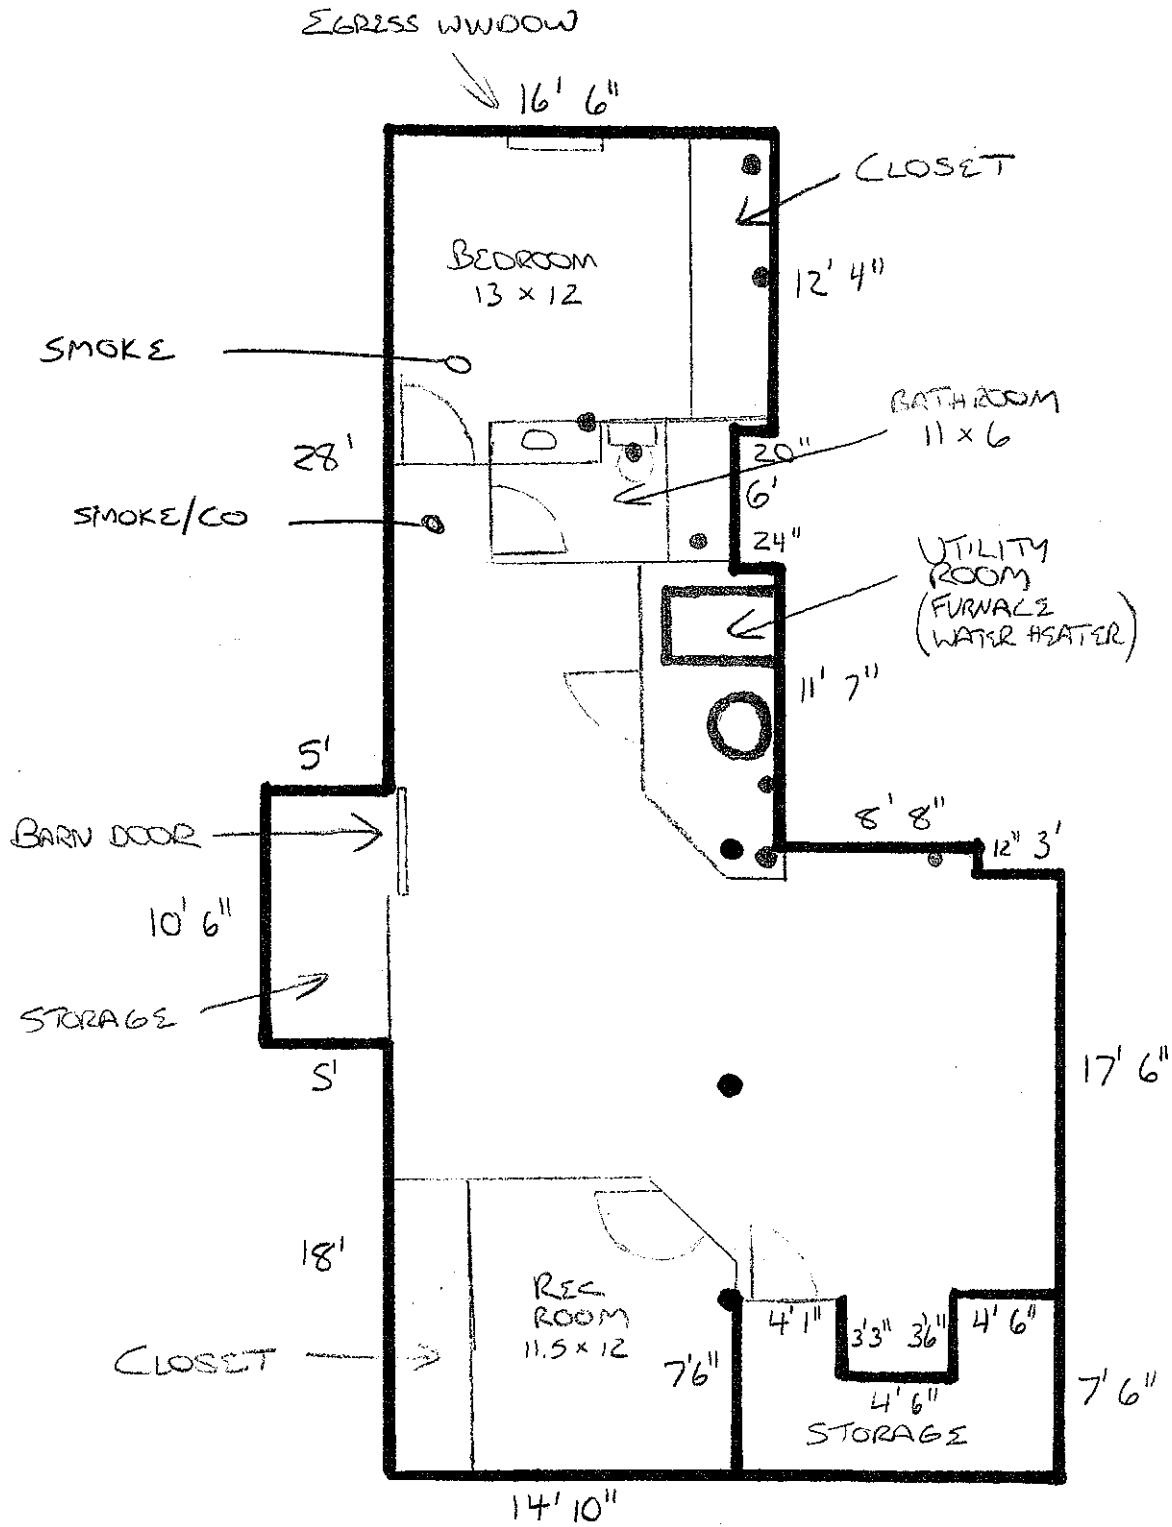 EGRESS WINDOW
16' 6"
CLOSET
BEDROOM
13 x 12
12' 4"
SMOKE
BATHROOM
11 x 6
28'
20"
6'
SMOKE/CO
24"
UTILITY
ROOM
(FURNACE
WATER HEATER)
11' 7"
5'
BARN DOOR
8' 8"
12"
3'
10' 6"
STORAGE
5'
17' 6"
18'
REC
ROOM
11.5 x 12
4' 1"
3'3"
3'6"
4' 6"
CLOSET
7'6"
4' 6"
7' 6"
STORAGE
14' 10"